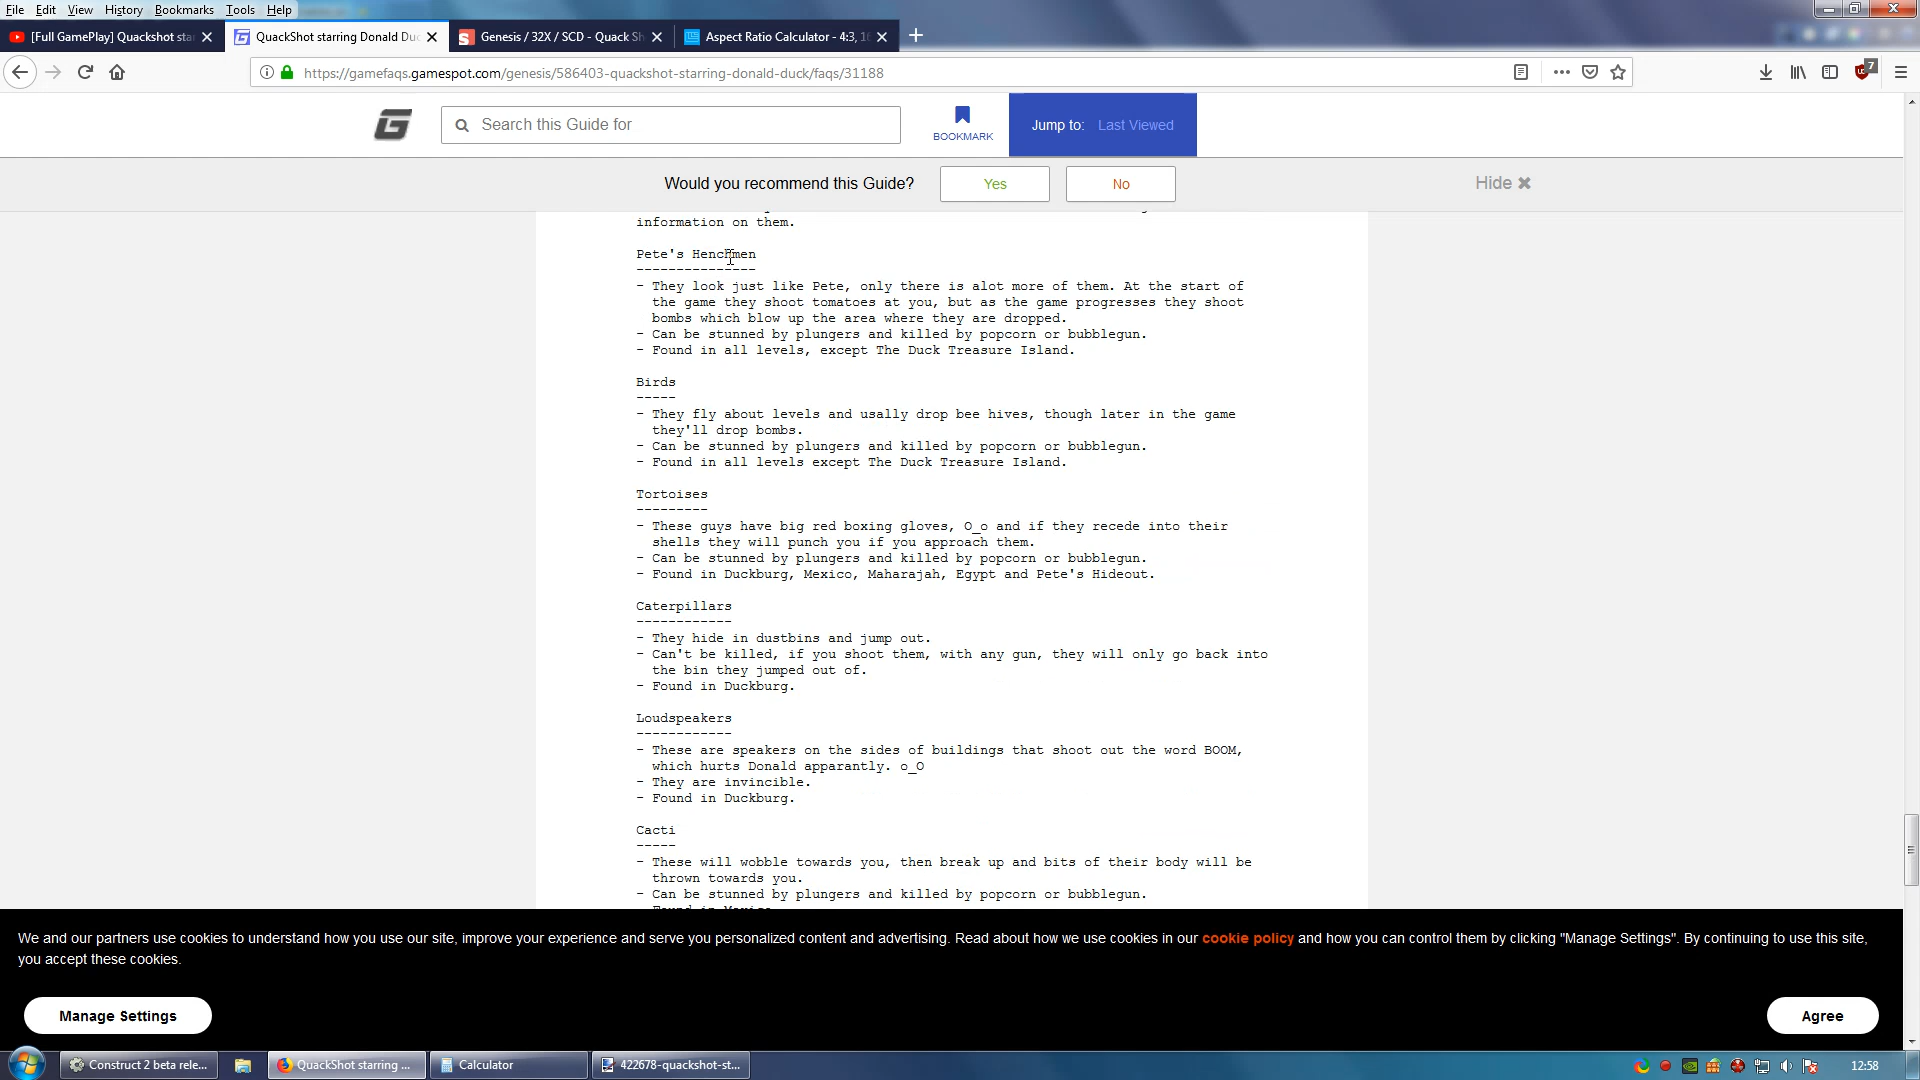 File Edit View History Bookmarks Tools Help
[Full GamePlay] Quackshot sta QuackShot starring Donald Du Genesis / 32X / SCD - Quack Sh Aspect Ratio Calculator - 4:3, 16
https://gamefaqs.gamespot.com/genesis/586403-quackshot-starring-donald-duck/faqs/31188 7
Search this Guide for BOOKMARK Jump to: Last Viewed
Would you recommend this Guide? Yes No Hide
information on them.
Pete's Henchmen
---------------
- They look just like Pete, only there is alot more of them. At the start of
the game they shoot tomatoes at you, but as the game progresses they shoot
bombs which blow up the area where they are dropped.
- Can be stunned by plungers and killed by popcorn or bubblegun.
- Found in all levels, except The Duck Treasure Island.
Birds
-----
- They fly about levels and usally drop bee hives, though later in the game
they'll drop bombs.
- Can be stunned by plungers and killed by popcorn or bubblegun.
- Found in all levels except The Duck Treasure Island.
Tortoises
---------
- These guys have big red boxing gloves, O_o and if they recede into their
shells they will punch you if you approach them.
- Can be stunned by plungers and killed by popcorn or bubblegun.
- Found in Duckburg, Mexico, Maharajah, Egypt and Pete's Hideout.
Caterpillars
------------
- They hide in dustbins and jump out.
- Can't be killed, if you shoot them, with any gun, they will only go back into
the bin they jumped out of.
- Found in Duckburg.
Loudspeakers
------------
- These are speakers on the sides of buildings that shoot out the word BOOM,
which hurts Donald apparantly. o_O
- They are invincible.
- Found in Duckburg.
Cacti
-----
- These will wobble towards you, then break up and bits of their body will be
thrown towards you.
- Can be stunned by plungers and killed by popcorn or bubblegun.
- Found in Mexico.
We and our partners use cookies to understand how you use our site, improve your experience and serve you personalized content and advertising. Read about how we use cookies in our cookie policy and how you can control them by clicking "Manage Settings". By continuing to use this site,
you accept these cookies.
Manage Settings Agree
Construct 2 beta rele... QuackShot starring ... Calculator 422678-quackshot-st... 12:58